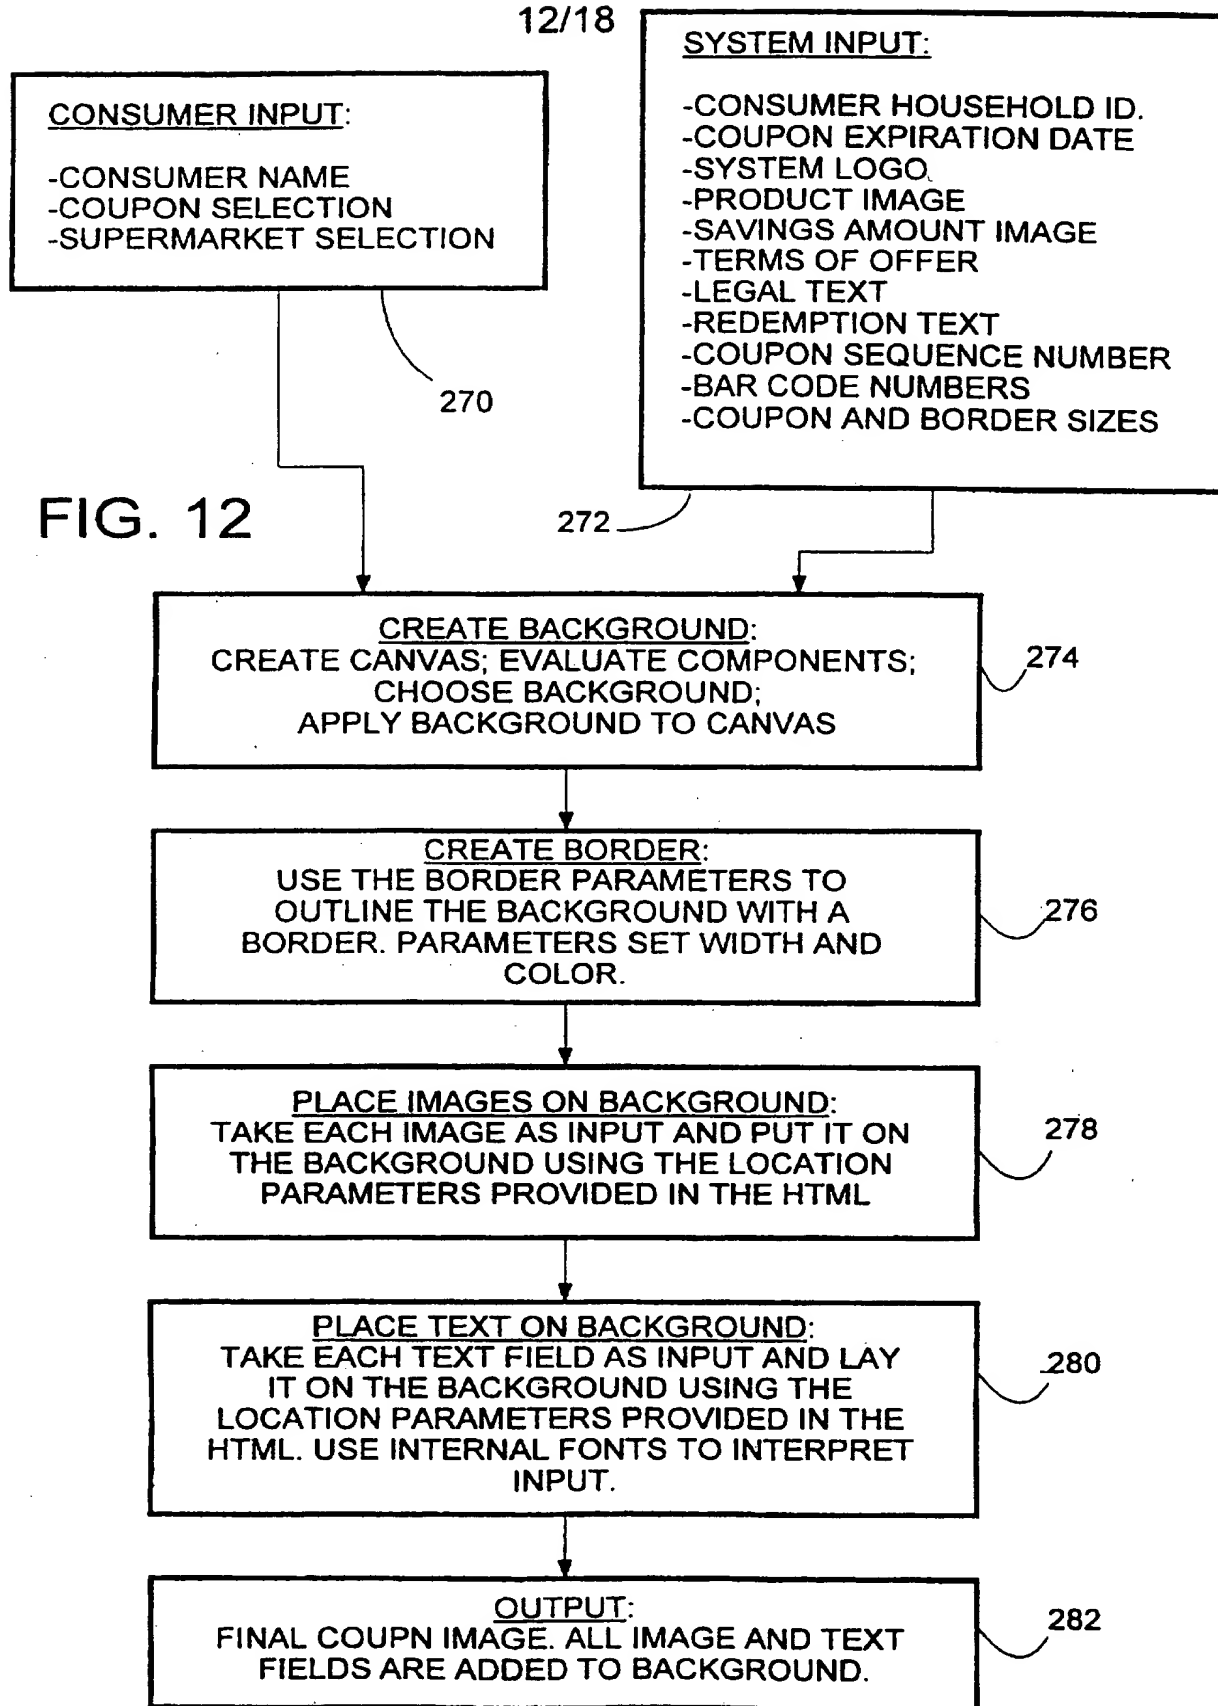 12/18
CONSUMER INPUT:
-CONSUMER NAME
-COUPON SELECTION
-SUPERMARKET SELECTION
270
SYSTEM INPUT:
-CONSUMER HOUSEHOLD ID.
-COUPON EXPIRATION DATE
-SYSTEM LOGO
-PRODUCT IMAGE
-SAVINGS AMOUNT IMAGE
-TERMS OF OFFER
-LEGAL TEXT
-REDEMPTION TEXT
-COUPON SEQUENCE NUMBER
-BAR CODE NUMBERS
-COUPON AND BORDER SIZES
272
FIG. 12
CREATE BACKGROUND:
CREATE CANVAS; EVALUATE COMPONENTS;
CHOOSE BACKGROUND;
APPLY BACKGROUND TO CANVAS
274
CREATE BORDER:
USE THE BORDER PARAMETERS TO
OUTLINE THE BACKGROUND WITH A
BORDER. PARAMETERS SET WIDTH AND
COLOR.
276
PLACE IMAGES ON BACKGROUND:
TAKE EACH IMAGE AS INPUT AND PUT IT ON
THE BACKGROUND USING THE LOCATION
PARAMETERS PROVIDED IN THE HTML
278
PLACE TEXT ON BACKGROUND:
TAKE EACH TEXT FIELD AS INPUT AND LAY
IT ON THE BACKGROUND USING THE
LOCATION PARAMETERS PROVIDED IN THE
HTML. USE INTERNAL FONTS TO INTERPRET
INPUT.
280
OUTPUT:
FINAL COUPN IMAGE. ALL IMAGE AND TEXT
FIELDS ARE ADDED TO BACKGROUND.
282